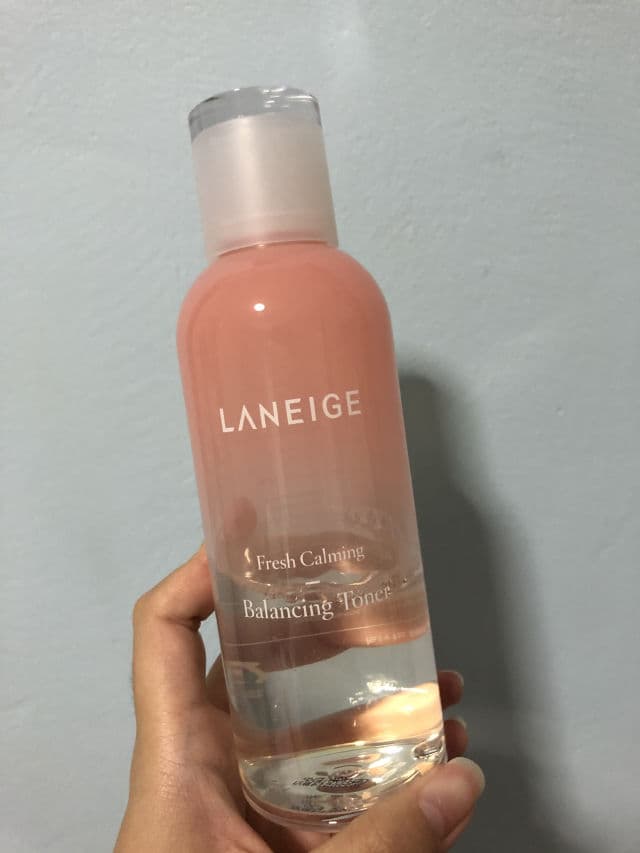 LANEIGE
Fresh Calming
Balancing Toner